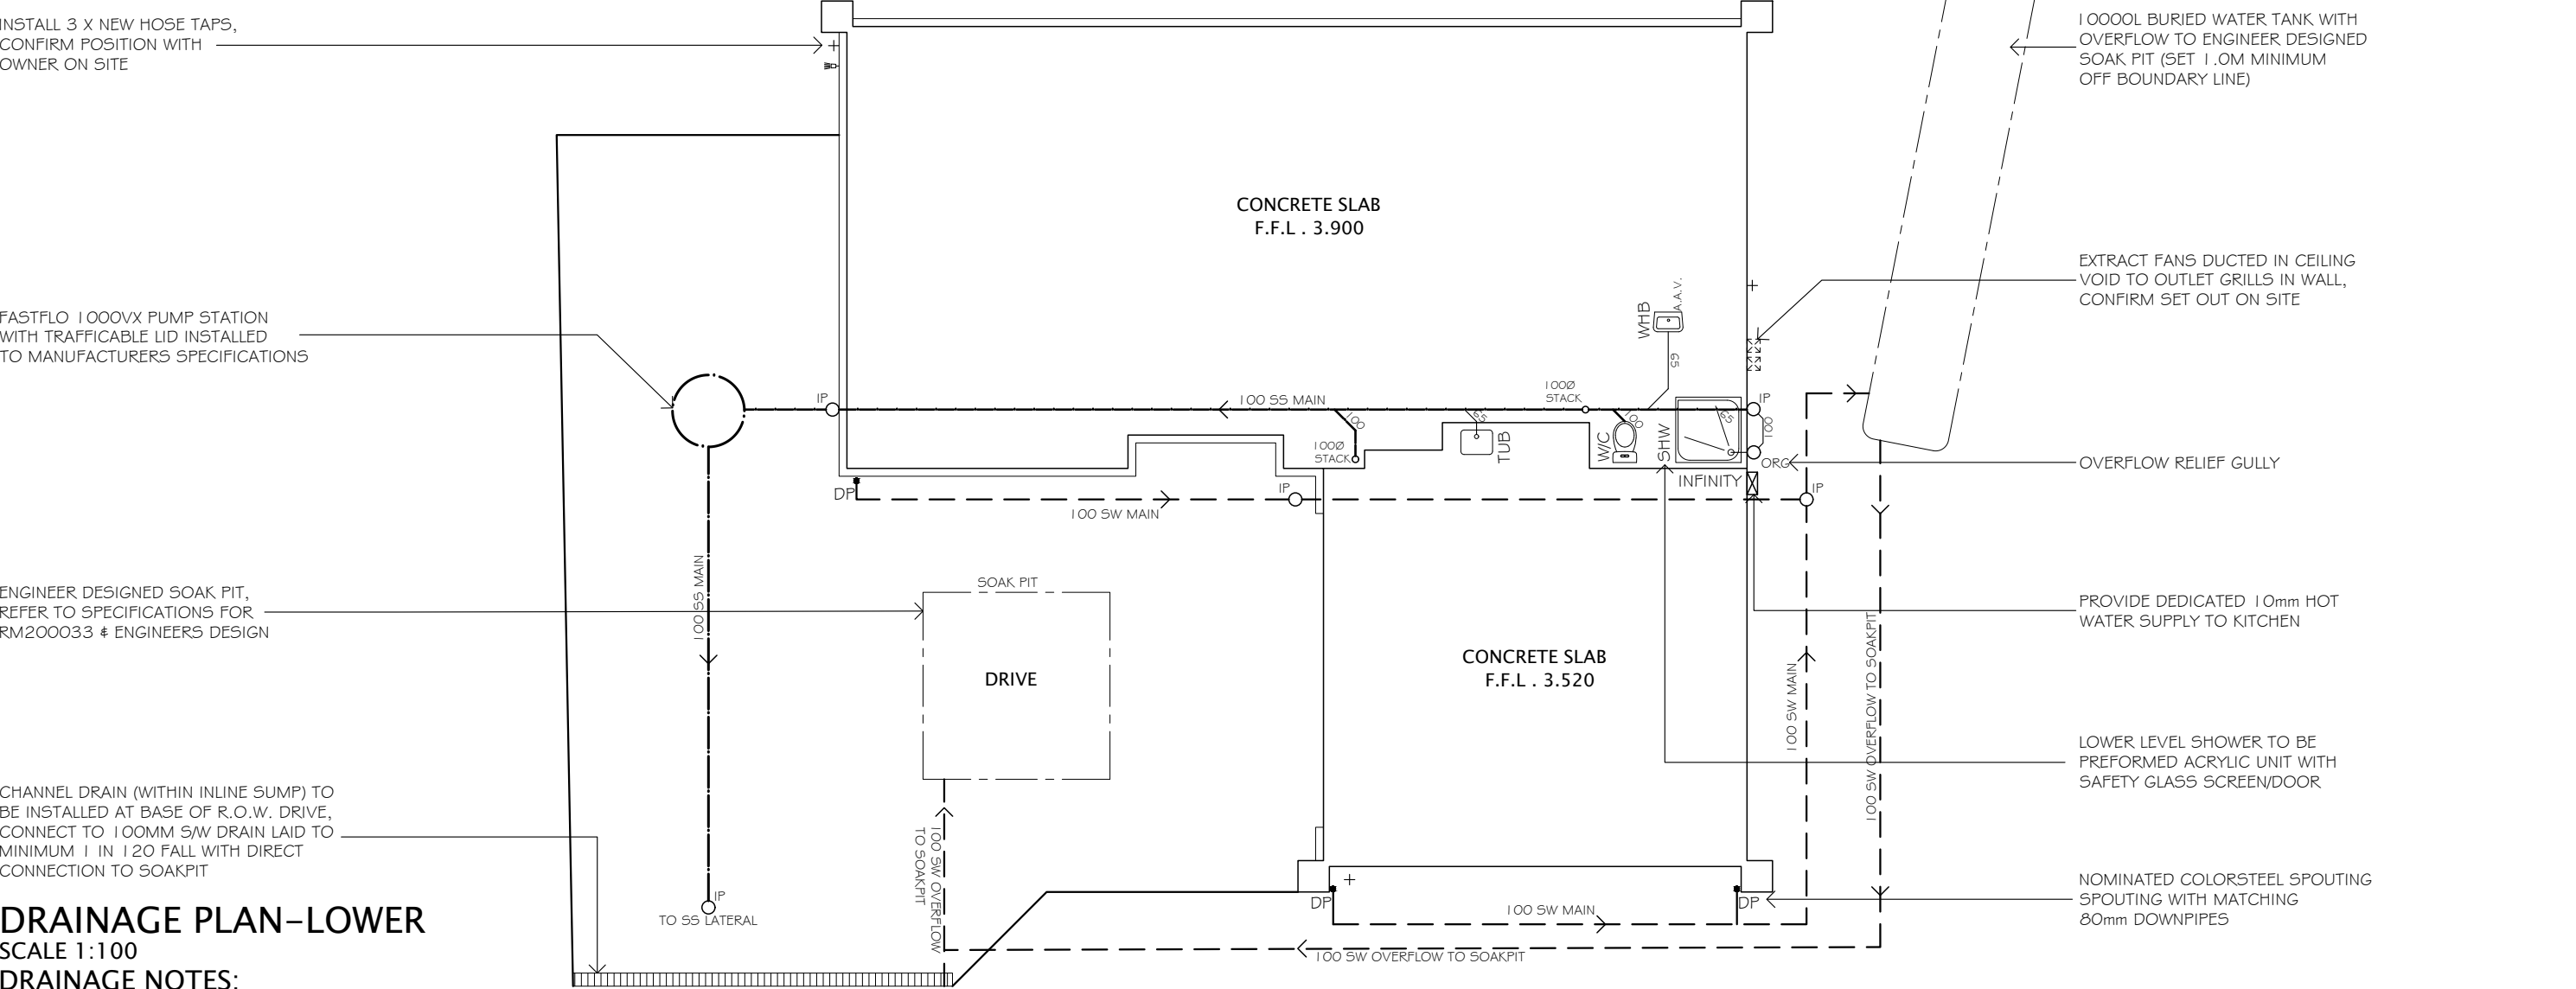 INSTALL 3 X NEW HOSE TAPS,
CONFIRM POSITION WITH
OWNER ON SITE
10000L BURIED WATER TANK WITH
OVERFLOW TO ENGINEER DESIGNED
SOAK PIT (SET 1.0M MINIMUM
OFF BOUNDARY LINE)
CONCRETE SLAB
F.F.L . 3.900
EXTRACT FANS DUCTED IN CEILING
VOID TO OUTLET GRILLS IN WALL,
CONFIRM SET OUT ON SITE
FASTFLO 1000VX PUMP STATION
WITH TRAFFICABLE LID INSTALLED
TO MANUFACTURERS SPECIFICATIONS
WHB
A.A.V.
65
IP
100 SS MAIN
100Ø
STACK
IP
100
65
100
65
100
100Ø
STACK
TUB
W/C
SHW
ORG
OVERFLOW RELIEF GULLY
INFINITY
DP
IP
IP
100 SW MAIN
100 SS MAIN
SOAK PIT
ENGINEER DESIGNED SOAK PIT,
REFER TO SPECIFICATIONS FOR
RM200033 & ENGINEERS DESIGN
PROVIDE DEDICATED 10mm HOT
WATER SUPPLY TO KITCHEN
DRIVE
CONCRETE SLAB
F.F.L . 3.520
100 SW MAIN
100 SW OVERFLOW TO SOAKPIT
LOWER LEVEL SHOWER TO BE
PREFORMED ACRYLIC UNIT WITH
SAFETY GLASS SCREEN/DOOR
CHANNEL DRAIN (WITHIN INLINE SUMP) TO
BE INSTALLED AT BASE OF R.O.W. DRIVE,
CONNECT TO 100MM S/W DRAIN LAID TO
MINIMUM 1 IN 120 FALL WITH DIRECT
CONNECTION TO SOAKPIT
100 SW OVERFLOW
TO SOAKPIT
IP
TO SS LATERAL
DP
100 SW MAIN
DP
NOMINATED COLORSTEEL SPOUTING
SPOUTING WITH MATCHING
80mm DOWNPIPES
100 SW OVERFLOW TO SOAKPIT
DRAINAGE PLAN-LOWER
SCALE 1:100
DRAINAGE NOTES: